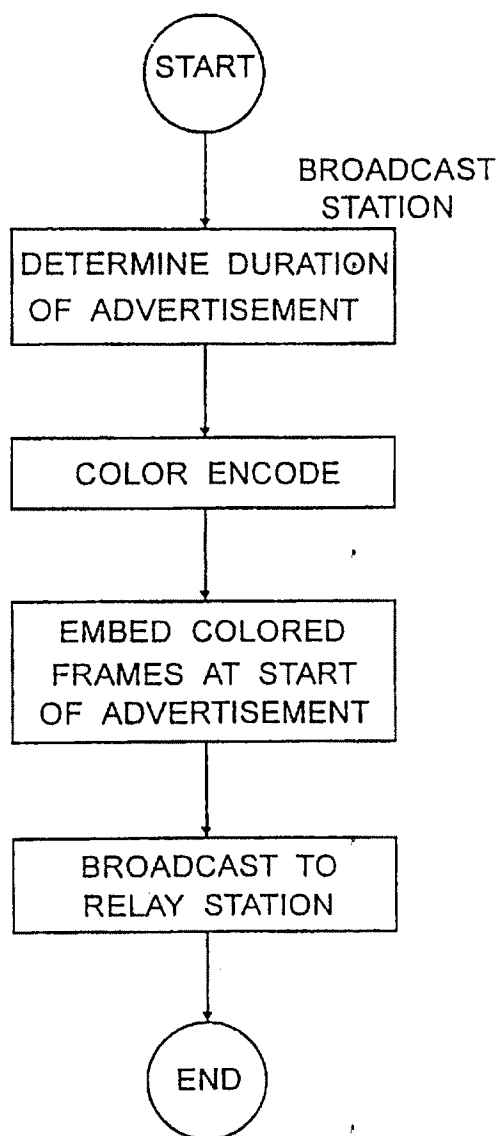 START
BROADCAST
STATION
DETERMINE DURATION
OF ADVERTISEMENT
COLOR ENCODE
EMBED COLORED
FRAMES AT START
OF ADVERTISEMENT
BROADCAST TO
RELAY STATION
END